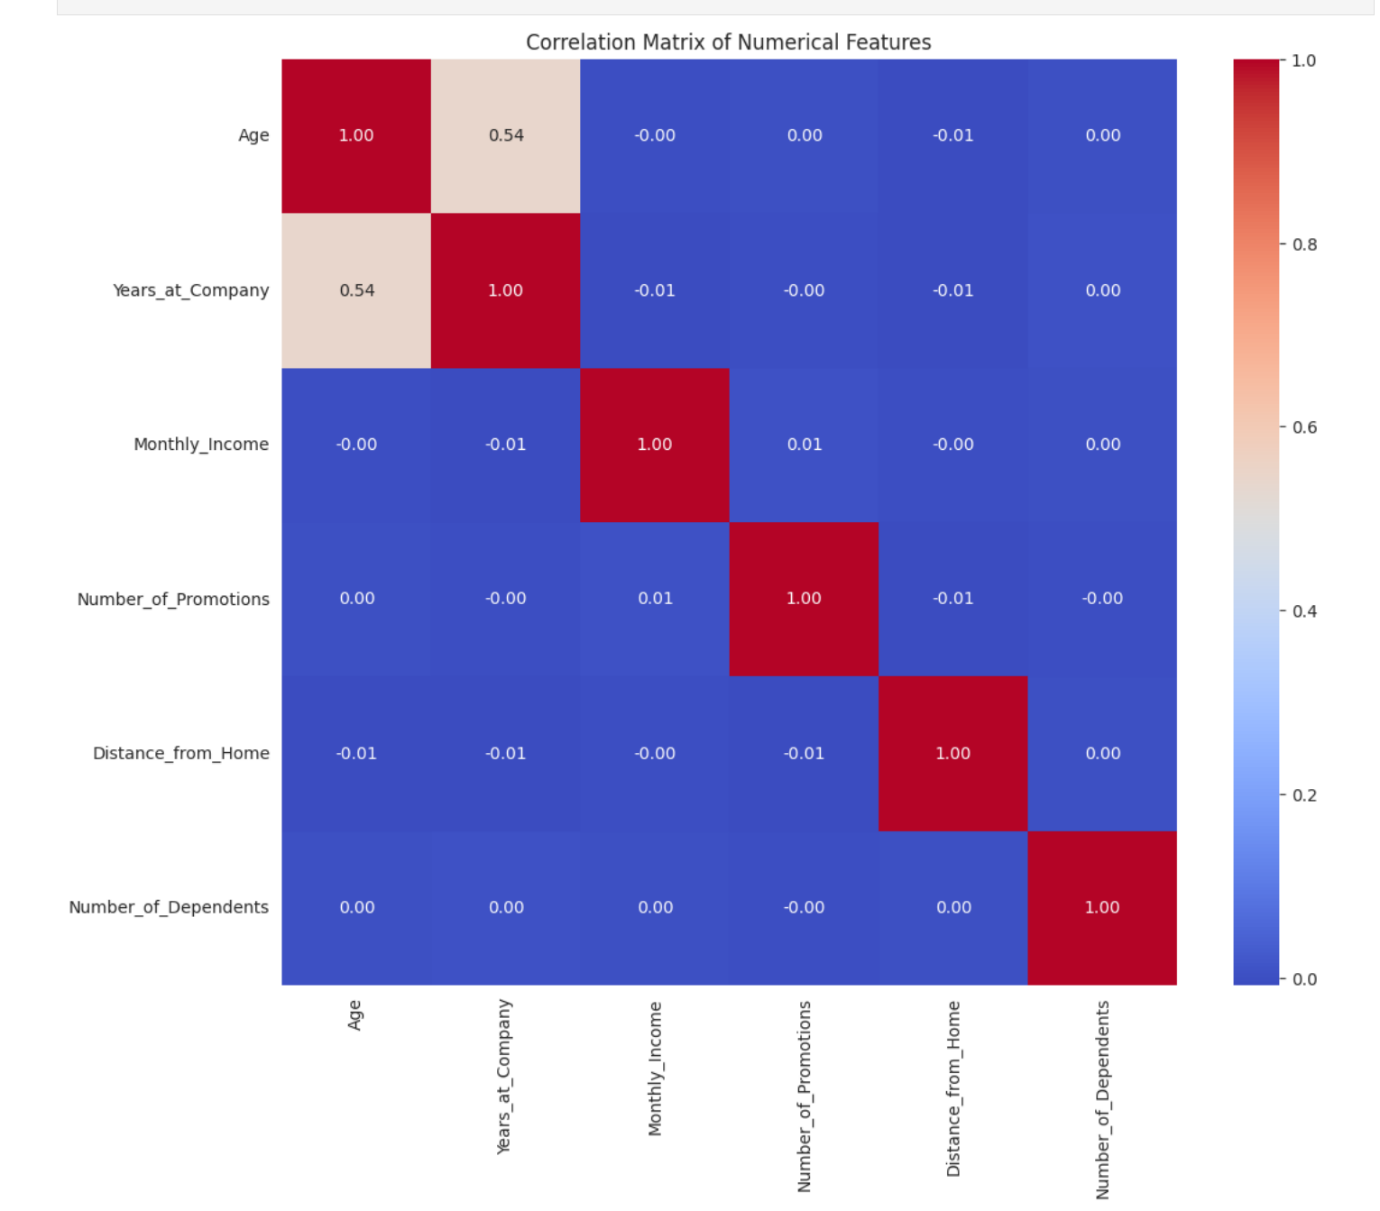 Correlation Matrix of Numerical Features
Age
1.00 0.54 -0.00 0.00 -0.01 0.00
Years_at_Company
0.54 1.00 -0.01 -0.00 -0.01 0.00
Monthly_Income
-0.00 -0.01 1.00 0.01 -0.00 0.00
Number_of_Promotions
0.00 -0.00 0.01 1.00 -0.01 -0.00
Distance_from_Home
-0.01 -0.01 -0.00 -0.01 1.00 0.00
Number_of_Dependents
0.00 0.00 0.00 -0.00 0.00 1.00
Age
Years_at_Company
Monthly_Income
Number_of_Promotions
Distance_from_Home
Number_of_Dependents
1.0
0.8
0.6
0.4
0.2
0.0